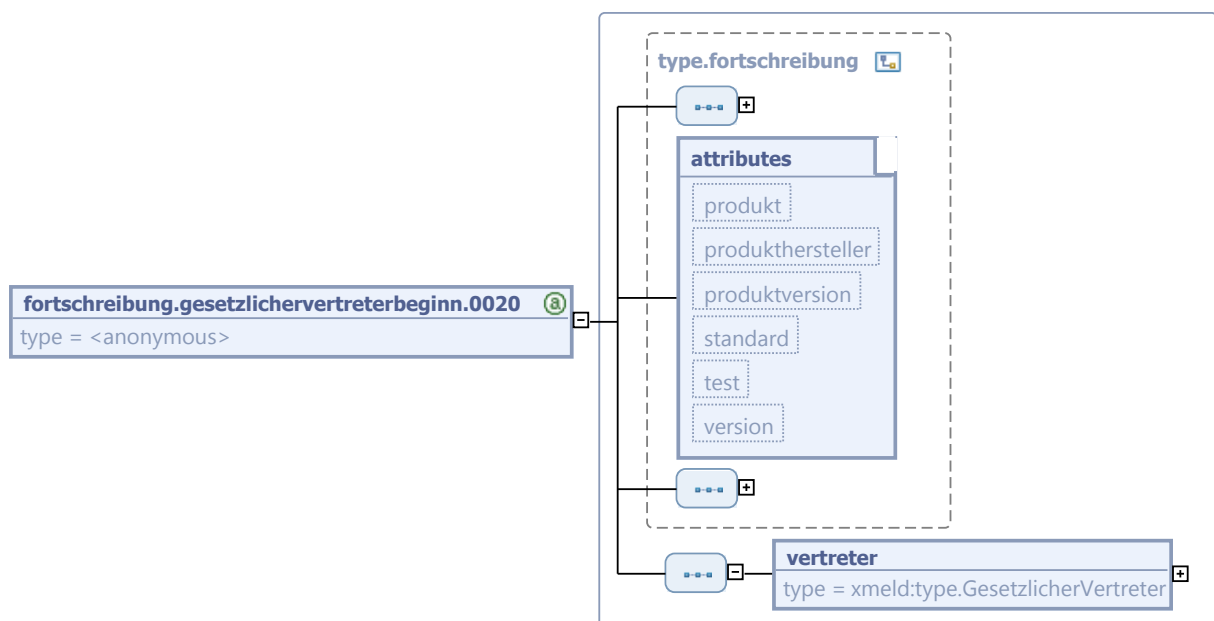 type.fortschreibung
attributes
produkt
produkthersteller
produktversion
standard
test
version
fortschreibung.gesetzlichervertreterbeginn.0020
type = <anonymous>
vertreter
type = xmeld:type.GesetzlicherVertreter